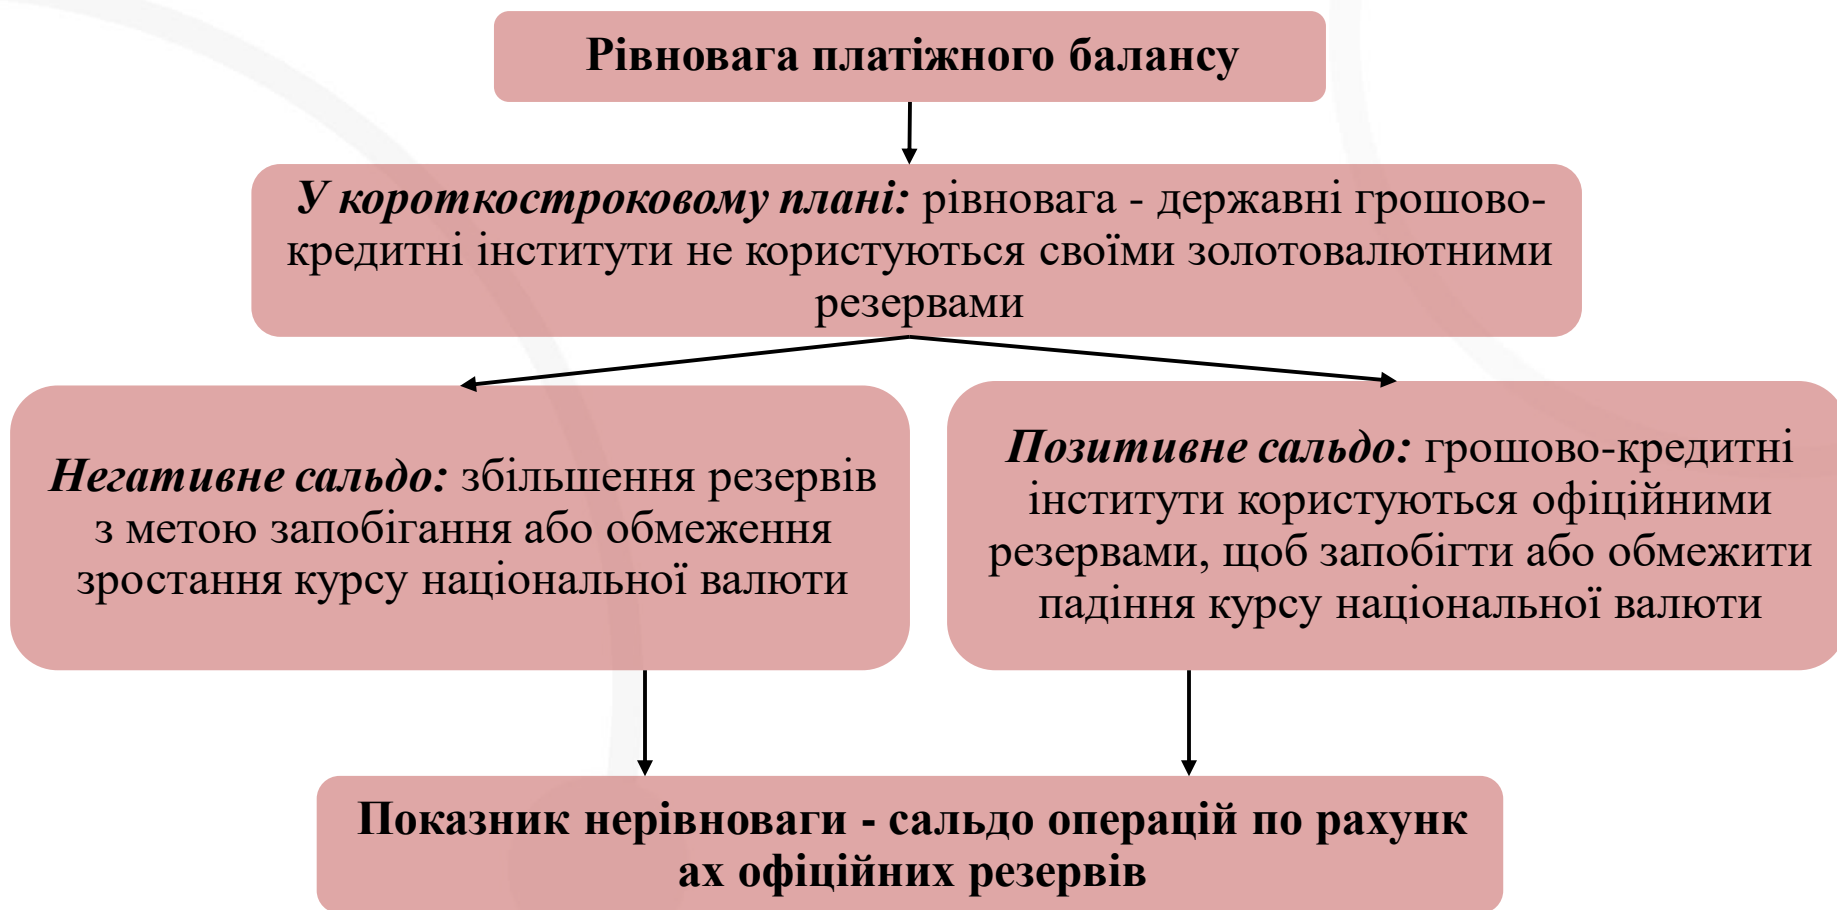 Рівновага платіжного балансу
У короткостроковому плані: рівновага - державні грошово-
кредитні інститути не користуються своїми золотовалютними
резервами
Негативне сальдо: збільшення резервів
з метою запобігання або обмеження
зростання курсу національної валюти
Позитивне сальдо: грошово-кредитні
інститути користуються офіційними
резервами, щоб запобігти або обмежити
падіння курсу національної валюти
Показник нерівноваги - сальдо операцій по рахунк
ах офіційних резервів